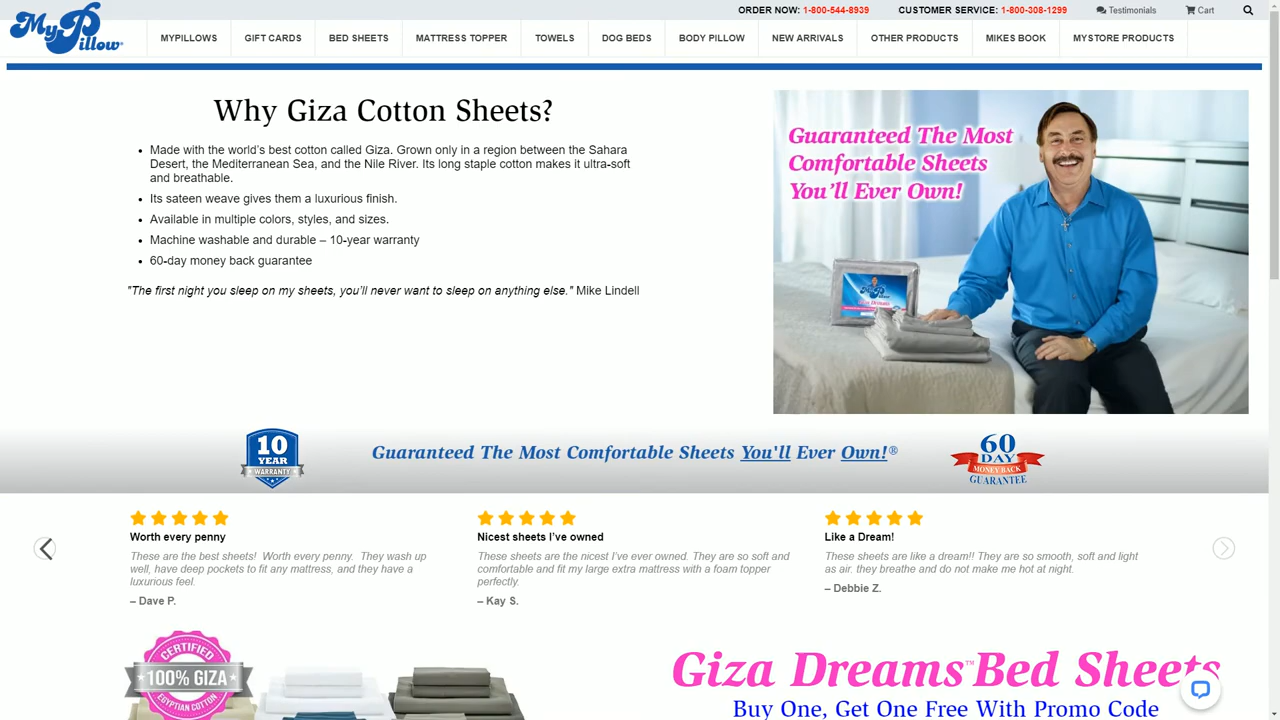 ORDER NOW: 1-800-544-8939 CUSTOMER SERVICE: 1-800-308-1299 Testimonials Cart
MyPillow®
MYPILLOWS GIFT CARDS BED SHEETS MATTRESS TOPPER TOWELS DOG BEDS BODY PILLOW NEW ARRIVALS OTHER PRODUCTS MIKES BOOK MYSTORE PRODUCTS
Why Giza Cotton Sheets?
• Made with the world's best cotton called Giza. Grown only in a region between the Sahara
Desert, the Mediterranean Sea, and the Nile River. Its long staple cotton makes it ultra-soft
and breathable.
• Its sateen weave gives them a luxurious finish.
• Available in multiple colors, styles, and sizes.
• Machine washable and durable – 10-year warranty
• 60-day money back guarantee
"The first night you sleep on my sheets, you'll never want to sleep on anything else." Mike Lindell
Guaranteed The Most
Comfortable Sheets
You'll Ever Own!
MyPillow
Giza Dreams
10
YEAR
WARRANTY
Guaranteed The Most Comfortable Sheets You'll Ever Own!®
60
DAY
MONEY BACK
GUARANTEE
Worth every penny
These are the best sheets! Worth every penny. They wash up
well, have deep pockets to fit any mattress, and they have a
luxurious feel.
– Dave P.
Nicest sheets I've owned
These sheets are the nicest I've ever owned. They are so soft and
comfortable and fit my large extra mattress with a foam topper
perfectly.
– Kay S.
Like a Dream!
These sheets are like a dream!! They are so smooth, soft and light
as air. they breathe and do not make me hot at night.
– Debbie Z.
CERTIFIED
100% GIZA
EGYPTIAN COTTON
Giza Dreams™ Bed Sheets
Buy One, Get One Free With Promo Code